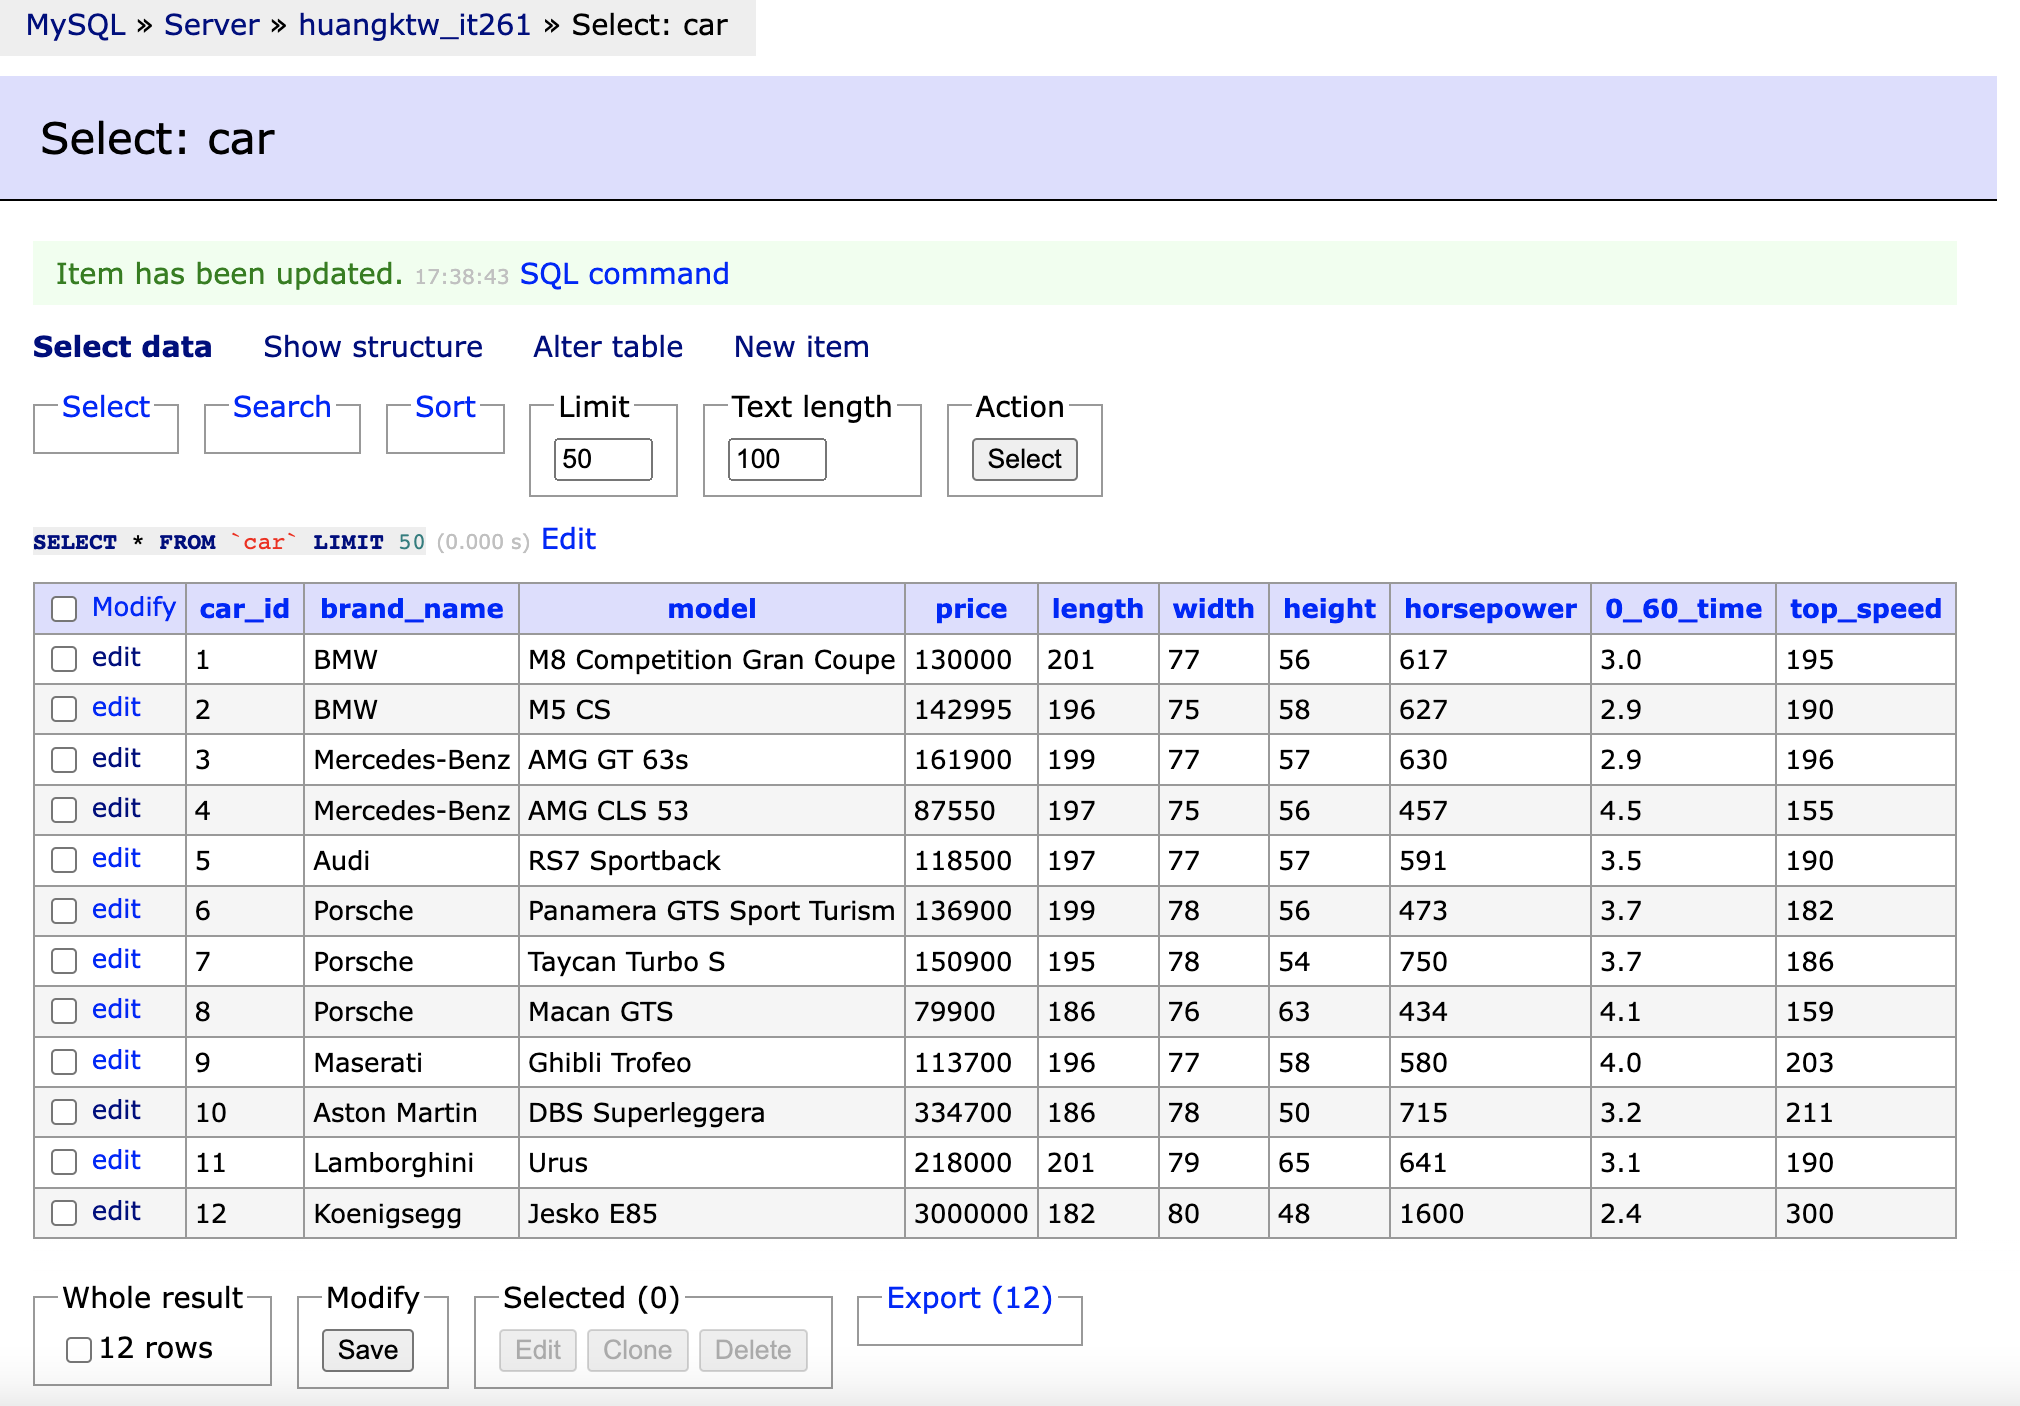 MySQL » Server » huangktw_it261 » Select: car
Select: car
Item has been updated. 17:38:43 SQL command
Select data Show structure Alter table New item
Select Search Sort Limit Text length Action
50 100 Select
SELECT * FROM `car` LIMIT 50 (0.000 s) Edit
Modify car_id brand_name model price length width height horsepower 0_60_time top_speed
edit 1 BMW M8 Competition Gran Coupe 130000 201 77 56 617 3.0 195
edit 2 BMW M5 CS 142995 196 75 58 627 2.9 190
edit 3 Mercedes-Benz AMG GT 63s 161900 199 77 57 630 2.9 196
edit 4 Mercedes-Benz AMG CLS 53 87550 197 75 56 457 4.5 155
edit 5 Audi RS7 Sportback 118500 197 77 57 591 3.5 190
edit 6 Porsche Panamera GTS Sport Turism 136900 199 78 56 473 3.7 182
edit 7 Porsche Taycan Turbo S 150900 195 78 54 750 3.7 186
edit 8 Porsche Macan GTS 79900 186 76 63 434 4.1 159
edit 9 Maserati Ghibli Trofeo 113700 196 77 58 580 4.0 203
edit 10 Aston Martin DBS Superleggera 334700 186 78 50 715 3.2 211
edit 11 Lamborghini Urus 218000 201 79 65 641 3.1 190
edit 12 Koenigsegg Jesko E85 3000000 182 80 48 1600 2.4 300
Whole result Modify Selected (0) Export (12)
12 rows Save Edit Clone Delete